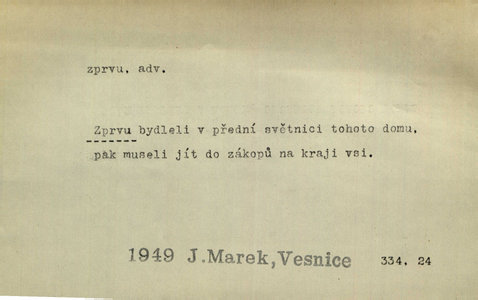 zprvu, adv.
Zprvu bydleli v přední světnici tohoto domu,
pak museli jít do zákopů na kraji vsi.
1949 J.Marek,Vesnice 334, 24